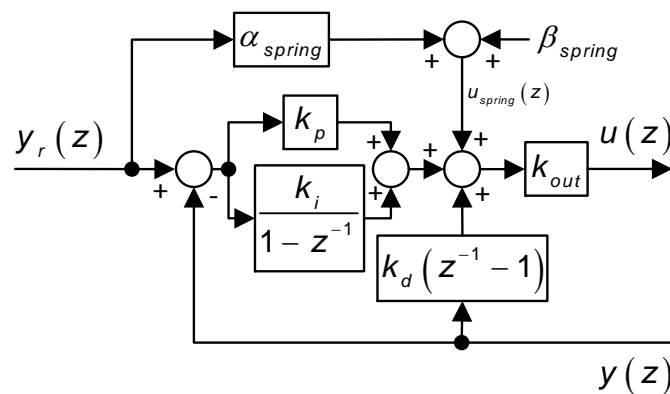 α_spring
+
+
β_spring
u_spring(z)
y_r(z)
+
-
k_p
k_i
1 - z^-1
+
+
+
+
+
k_out
u(z)
k_d(z^-1 - 1)
y(z)